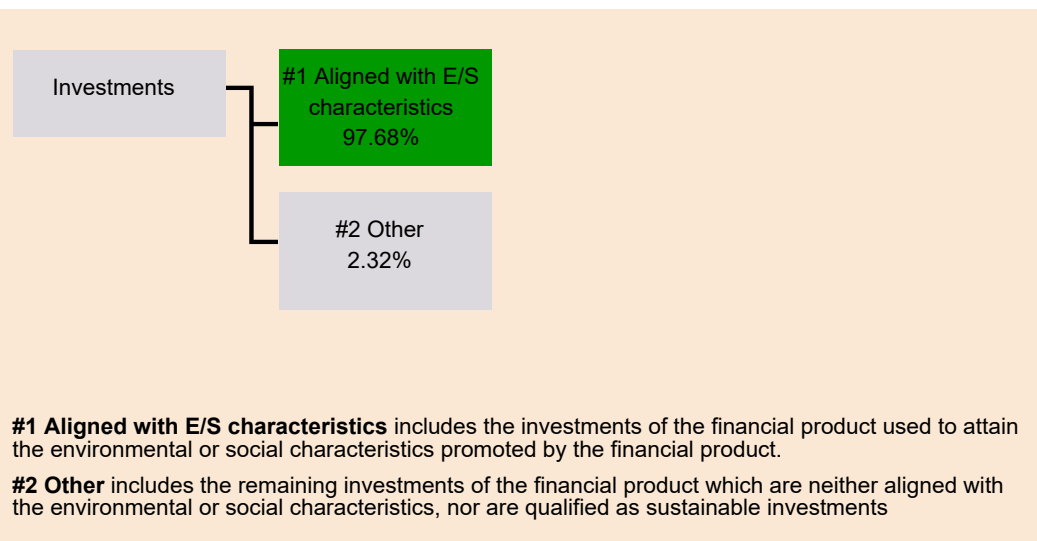 Investments
#1 Aligned with E/S
characteristics
97.68%
#2 Other
2.32%
#1 Aligned with E/S characteristics includes the investments of the financial product used to attain
the environmental or social characteristics promoted by the financial product.
#2 Other includes the remaining investments of the financial product which are neither aligned with
the environmental or social characteristics, nor are qualified as sustainable investments